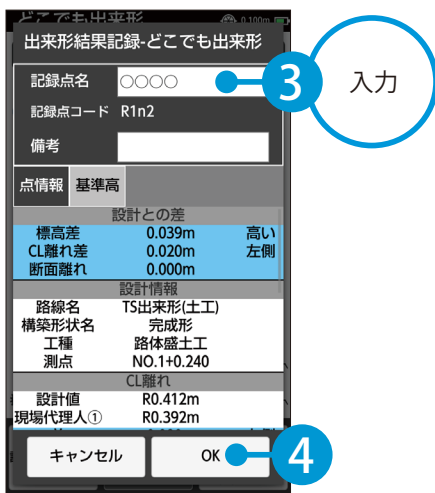 どこでも出来形 0.100m
出来形結果記録-どこでも出来形
記録点名 〇〇〇〇 3 入力
記録点コード R1n2
備考
点情報 基準高
設計との差
標高差 0.039m 高い
CL離れ差 0.020m 左側
断面離れ 0.000m
設計情報
路線名 TS出来形(土工)
構築形状名 完成形
工種 路体盛土工
測点 NO.1+0.240
CL離れ
設計値 R0.412m
現場代理人① R0.392m
キャンセル OK 4